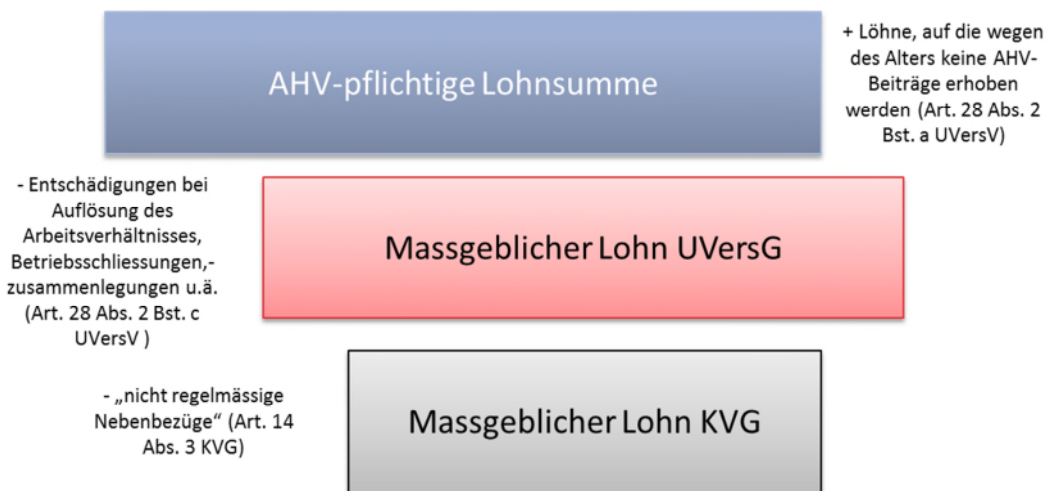 AHV-pflichtige Lohnsumme
+ Löhne, auf die wegen
des Alters keine AHV-
Beiträge erhoben
werden (Art. 28 Abs. 2
Bst. a UVersV)
- Entschädigungen bei
Auflösung des
Arbeitsverhältnisses,
Betriebsschliessungen,-
zusammenlegungen u.ä.
(Art. 28 Abs. 2 Bst. c
UVersV )
Massgeblicher Lohn UVersG
- „nicht regelmässige
Nebenbezüge“ (Art. 14
Abs. 3 KVG)
Massgeblicher Lohn KVG